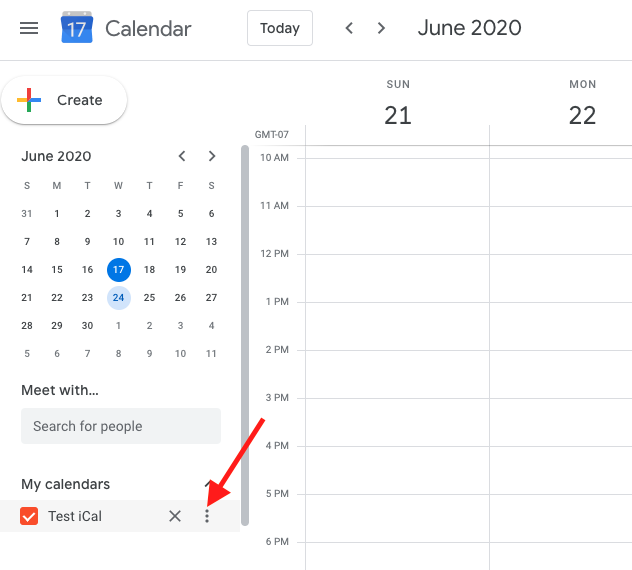 17 Calendar Today June 2020
Create
June 2020
S M T W T F S
31 1 2 3 4 5 6
7 8 9 10 11 12 13
14 15 16 17 18 19 20
21 22 23 24 25 26 27
28 29 30 1 2 3 4
5 6 7 8 9 10 11
Meet with...
Search for people
My calendars
Test iCal
SUN MON
21 22
GMT-07
10 AM
11 AM
12 PM
1 PM
2 PM
3 PM
4 PM
5 PM
6 PM